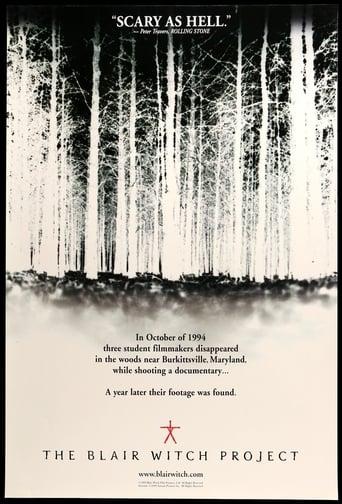 "SCARY AS HELL."
— Peter Travers, ROLLING STONE
In October of 1994
three student filmmakers disappeared
in the woods near Burkittsville, Maryland,
while shooting a documentary...
A year later their footage was found.
THE BLAIR WITCH PROJECT
www.blairwitch.com